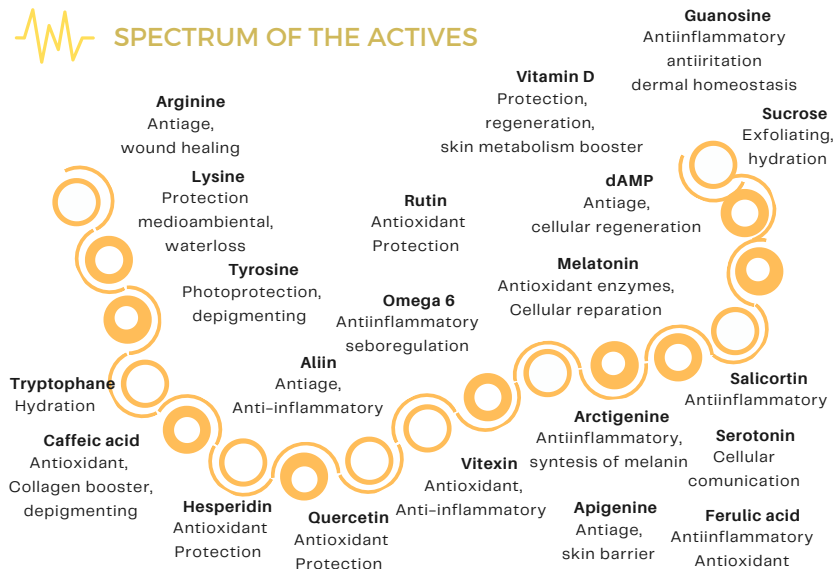 SPECTRUM OF THE ACTIVES
Guanosine
Antiinflammatory
antiiritation
dermal homeostasis
Vitamin D
Protection,
regeneration,
skin metabolism booster
Arginine
Antiage,
wound healing
Sucrose
Exfoliating,
hydration
Lysine
Protection
medioambiental,
waterloss
Rutin
Antioxidant
Protection
dAMP
Antiage,
cellular regeneration
Tyrosine
Photoprotection,
depigmenting
Melatonin
Antioxidant enzymes,
Cellular reparation
Omega 6
Antiinflammatory
seboregulation
Aliin
Antiage,
Anti-inflammatory
Tryptophane
Hydration
Salicortin
Antiinflammatory
Caffeic acid
Antioxidant,
Collagen booster,
depigmenting
Arctigenine
Antiinflammatory,
syntesis of melanin
Serotonin
Cellular
comunication
Vitexin
Antioxidant,
Anti-inflammatory
Hesperidin
Antioxidant
Protection
Quercetin
Antioxidant
Protection
Apigenine
Antiage,
skin barrier
Ferulic acid
Antiinflammatory
Antioxidant